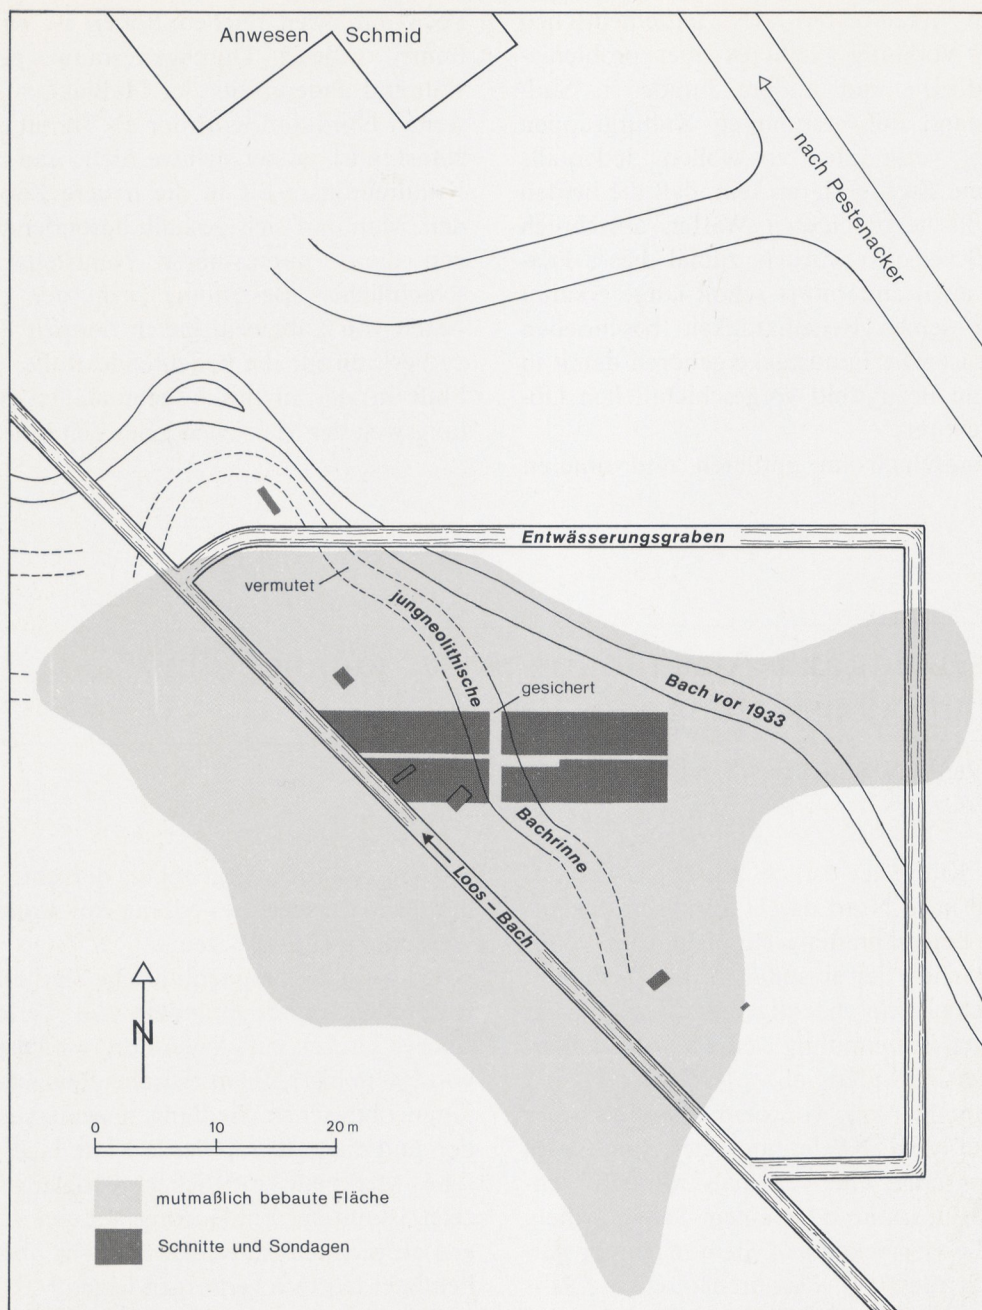 Anwesen Schmid
nach Pestenacker
Entwässerungsgraben
vermutet
jungneolithische
gesichert
Bach vor 1933
Bachrinne
Loos – Bach
N
0 10 20 m
mutmaßlich bebaute Fläche
Schnitte und Sondagen